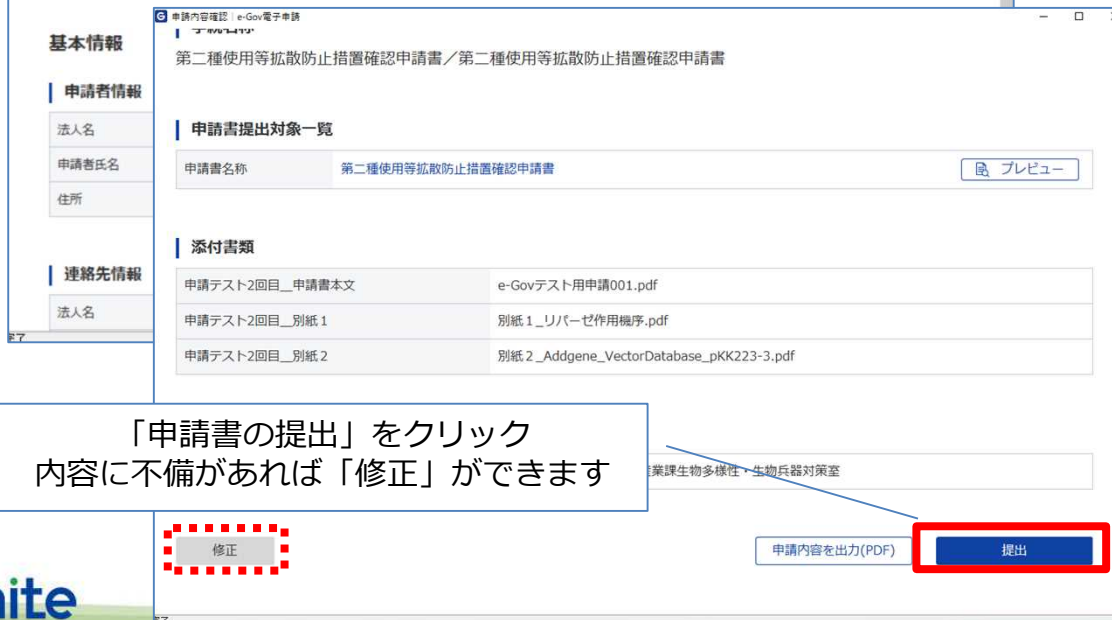 申請内容確認 | e-Gov電子申請
基本情報
第二種使用等拡散防止措置確認申請書／第二種使用等拡散防止措置確認申請書
申請者情報
法人名
申請者氏名
住所
連絡先情報
法人名
申請書提出対象一覧
申請書名称 第二種使用等拡散防止措置確認申請書 プレビュー
添付書類
申請テスト2回目__申請書本文 e-Govテスト用申請001.pdf
申請テスト2回目__別紙1 別紙1_リパーゼ作用機序.pdf
申請テスト2回目__別紙2 別紙2_Addgene_VectorDatabase_pKK223-3.pdf
「申請書の提出」をクリック
内容に不備があれば「修正」ができます
業課生物多様性・生物兵器対策室
修正 申請内容を出力(PDF) 提出
ite